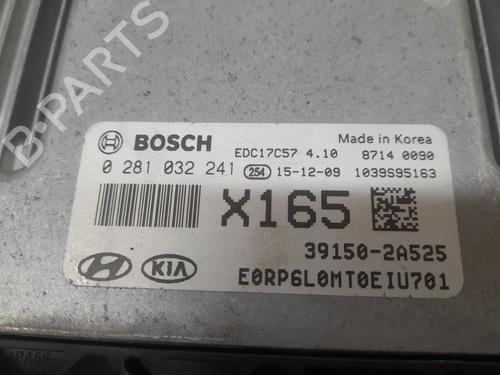 B-PARTS
BOSCH
EDC17C57 4.10
Made in Korea
8714 0090
0 281 032 241
254
15-12-09
1039S95163
X165
39150-2A525
KIA
E0RP6L0MT0EIU701